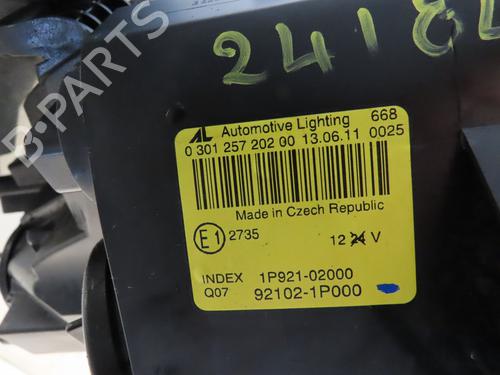 2418
AL Automotive Lighting 668
0 301 257 202 00 13.06.11 0025
Made in Czech Republic
E1 2735
12 24 V
INDEX 1P921-02000
Q07 92102-1P000